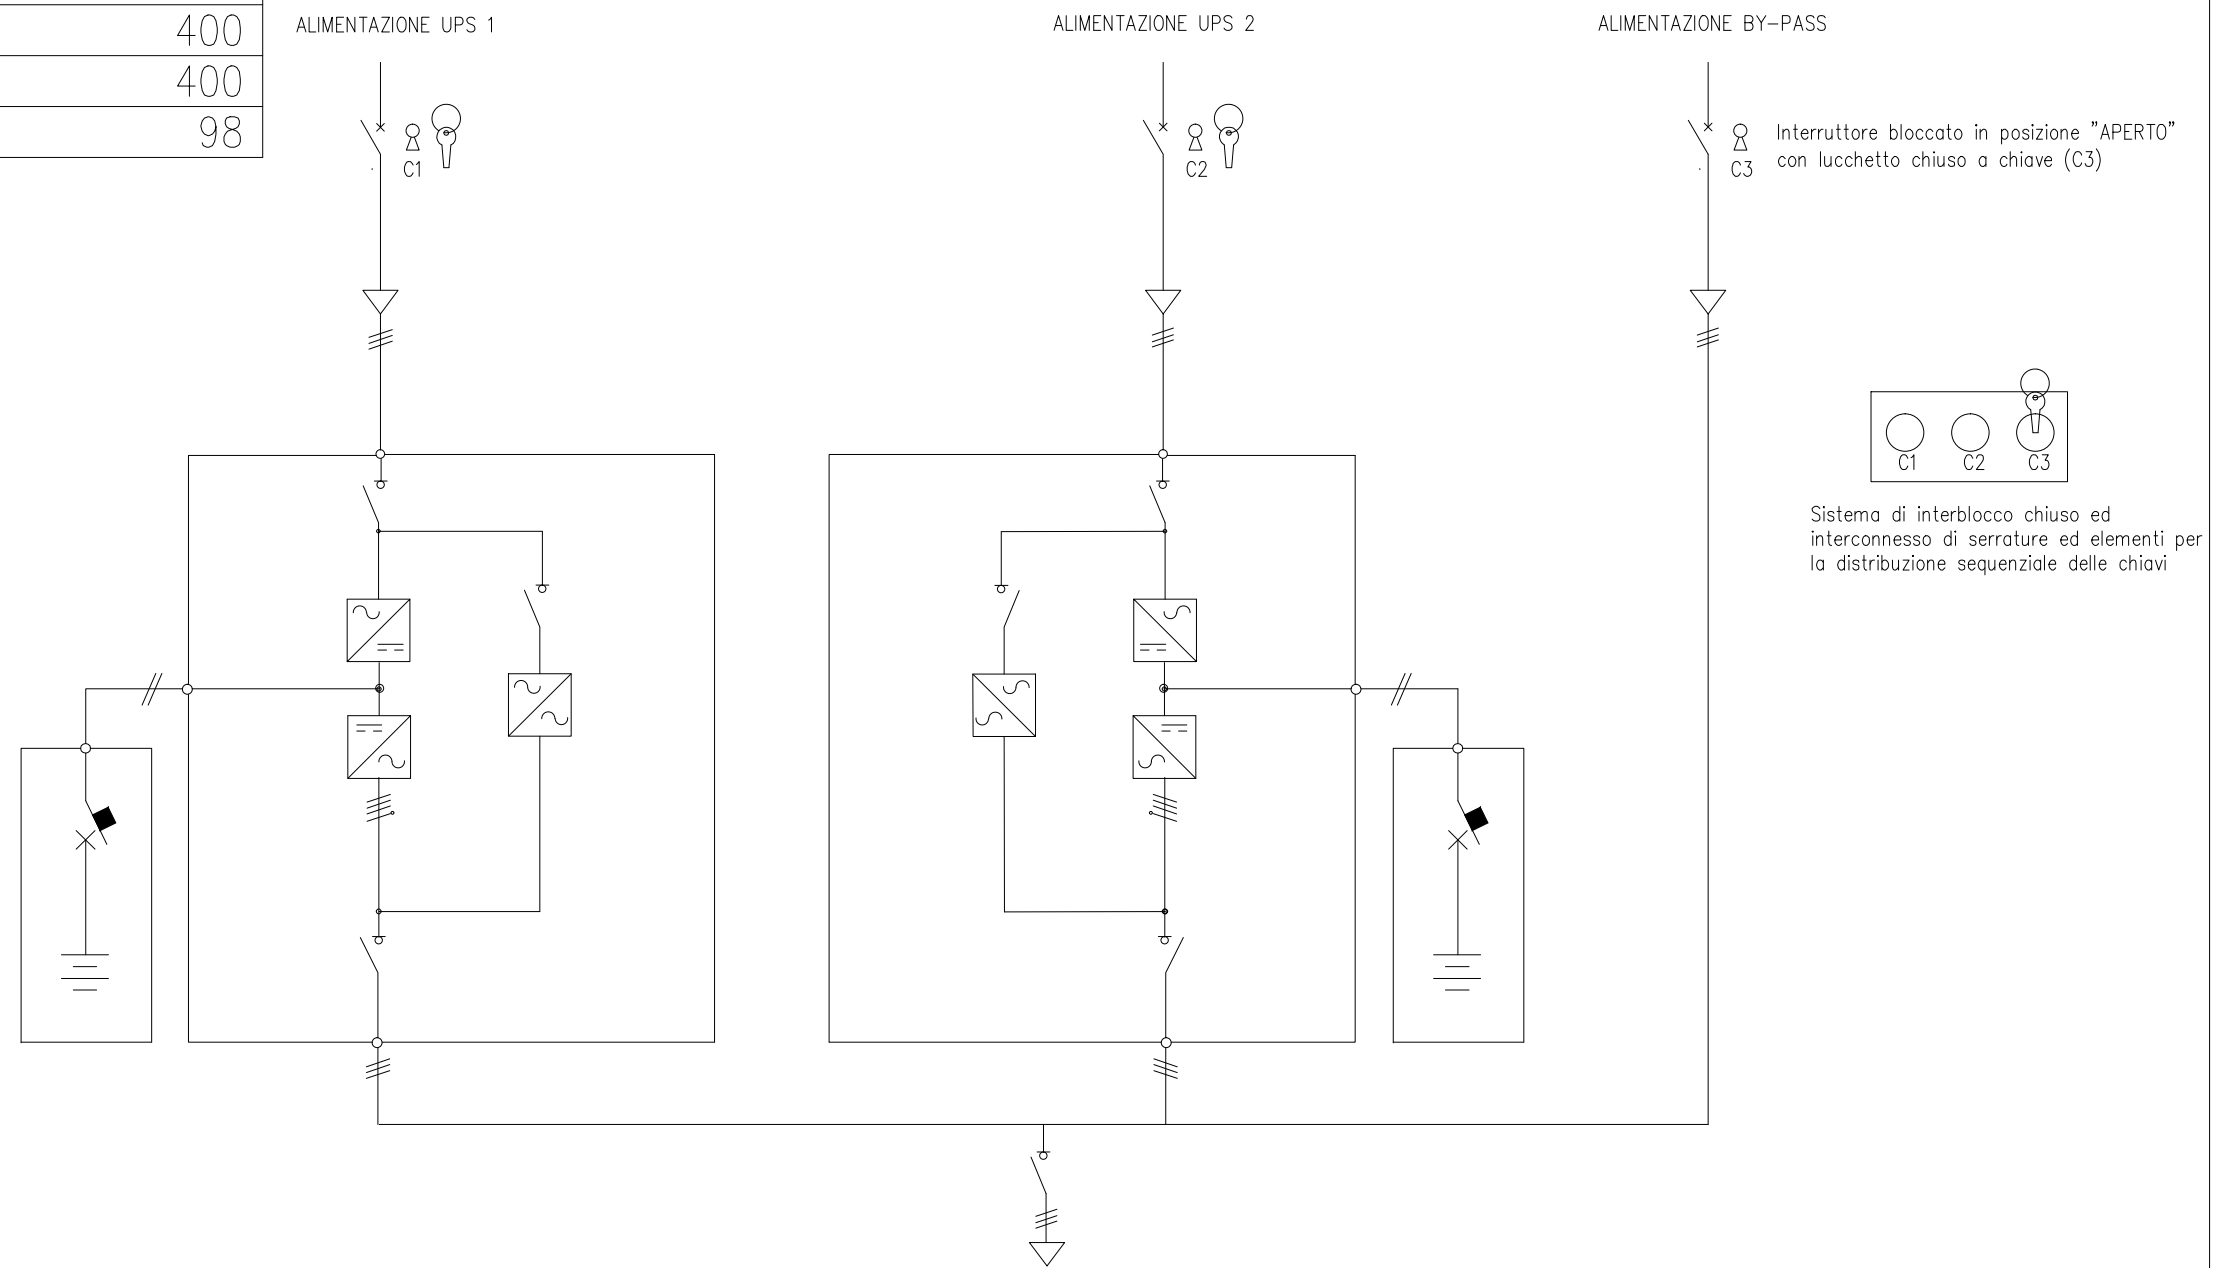 400
400
98
ALIMENTAZIONE UPS 1
ALIMENTAZIONE UPS 2
ALIMENTAZIONE BY-PASS
C1
C2
C3
Interruttore bloccato in posizione "APERTO"
con lucchetto chiuso a chiave (C3)
C1
C2
C3
Sistema di interblocco chiuso ed
interconnesso di serrature ed elementi per
la distribuzione sequenziale delle chiavi